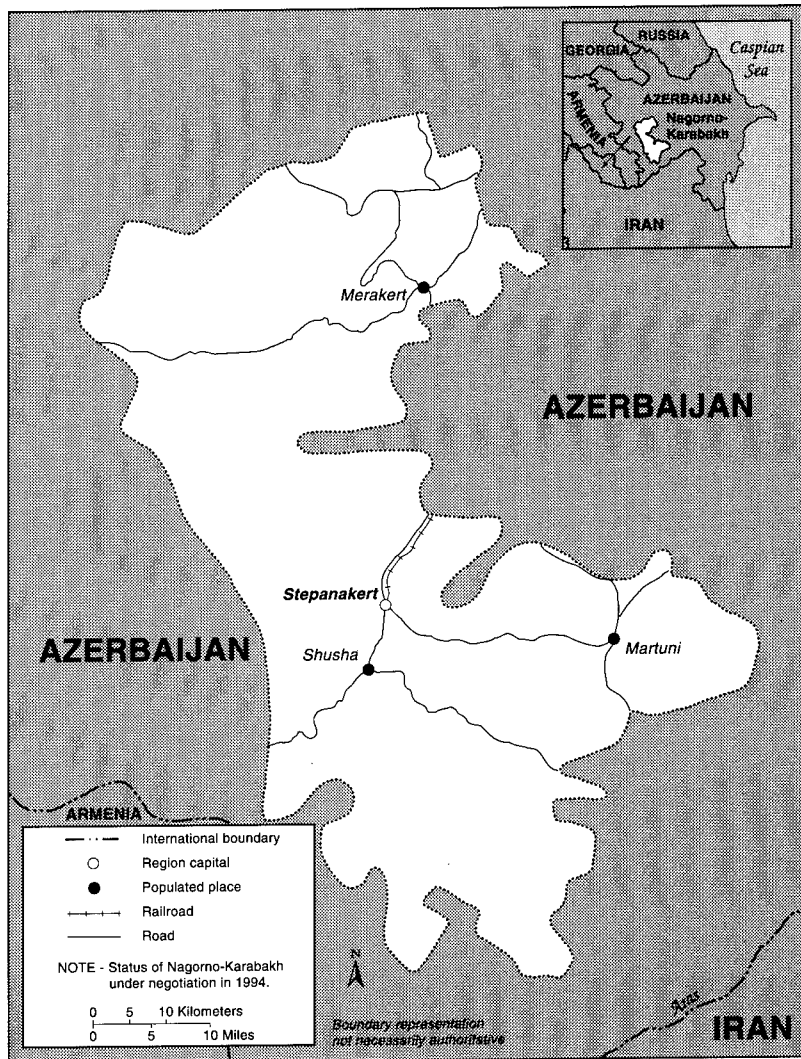 RUSSIA
GEORGIA
Caspian
Sea
ARMENIA
AZERBAIJAN
Nagorno-
Karabakh
IRAN
Merakert
AZERBAIJAN
Stepanakert
AZERBAIJAN
Shusha
Martuni
ARMENIA
International boundary
Region capital
Populated place
Railroad
Road
NOTE - Status of Nagorno-Karabakh
under negotiation in 1994.
0 5 10 Kilometers
0 5 10 Miles
N
Boundary representation
not necessarily authoritative
Aras
IRAN